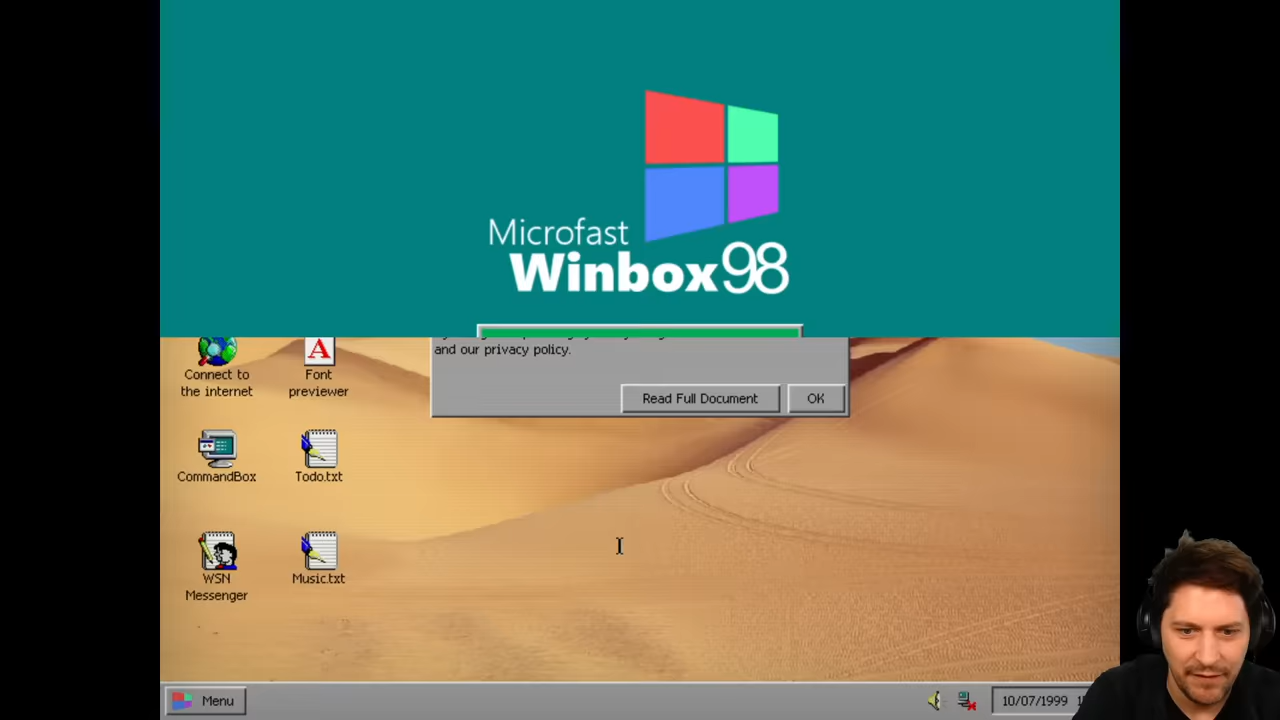 Microfast
Winbox98
and our privacy policy.
Read Full Document
OK
Connect to
the internet
Font
previewer
A
CommandBox
Todo.txt
WSN
Messenger
Music.txt
Menu
10/07/1999